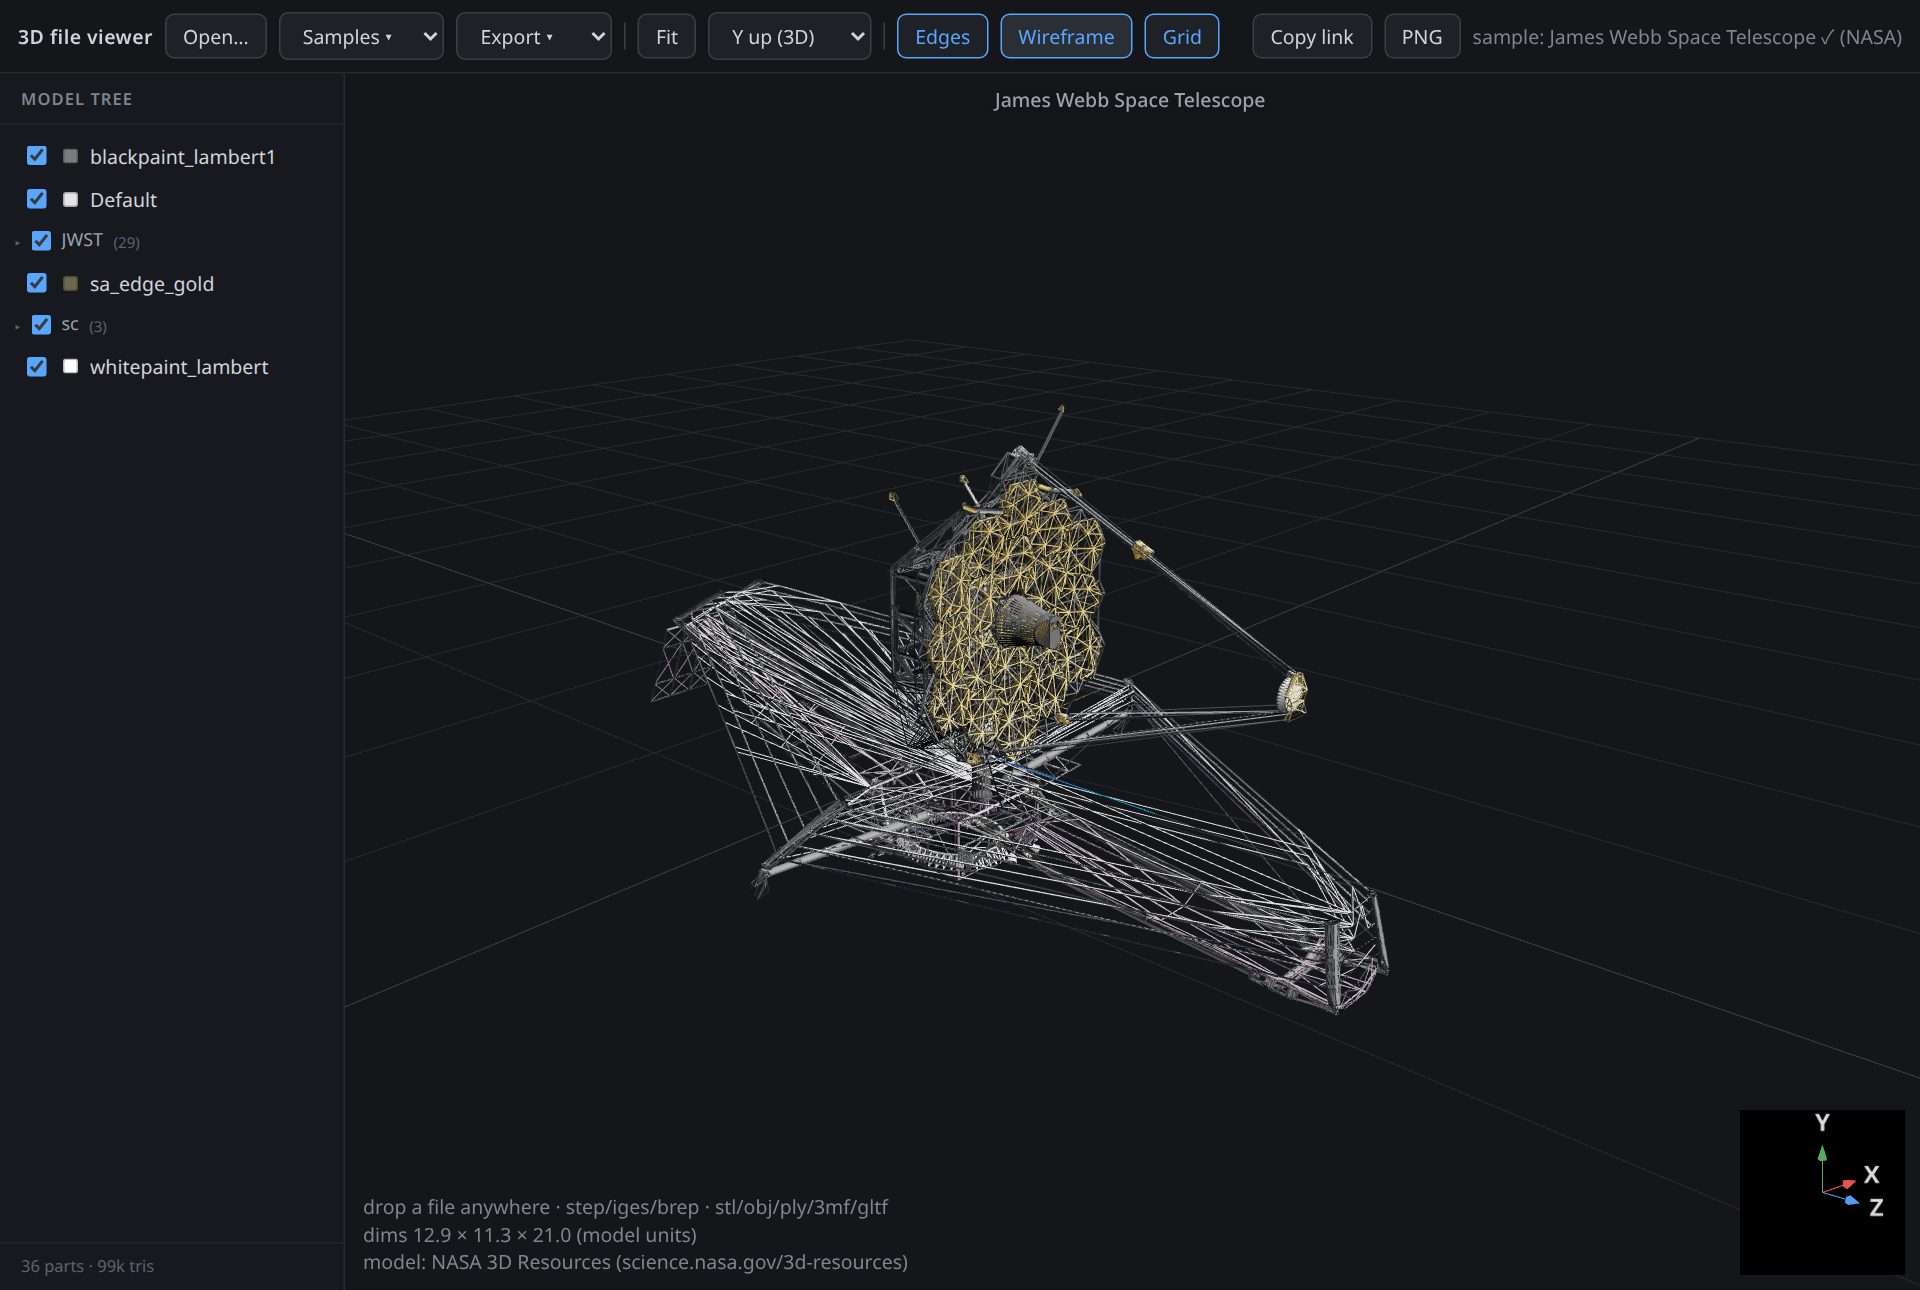 3D file viewer Open... Samples ▾ Export ▾ Fit Y up (3D) Edges Wireframe Grid Copy link PNG sample: James Webb Space Telescope ✓ (NASA)
MODEL TREE
James Webb Space Telescope
blackpaint_lambert1
Default
JWST (29)
sa_edge_gold
sc (3)
whitepaint_lambert
Y
X
Z
drop a file anywhere · step/iges/brep · stl/obj/ply/3mf/gltf
dims 12.9 × 11.3 × 21.0 (model units)
model: NASA 3D Resources (science.nasa.gov/3d-resources)
36 parts · 99k tris